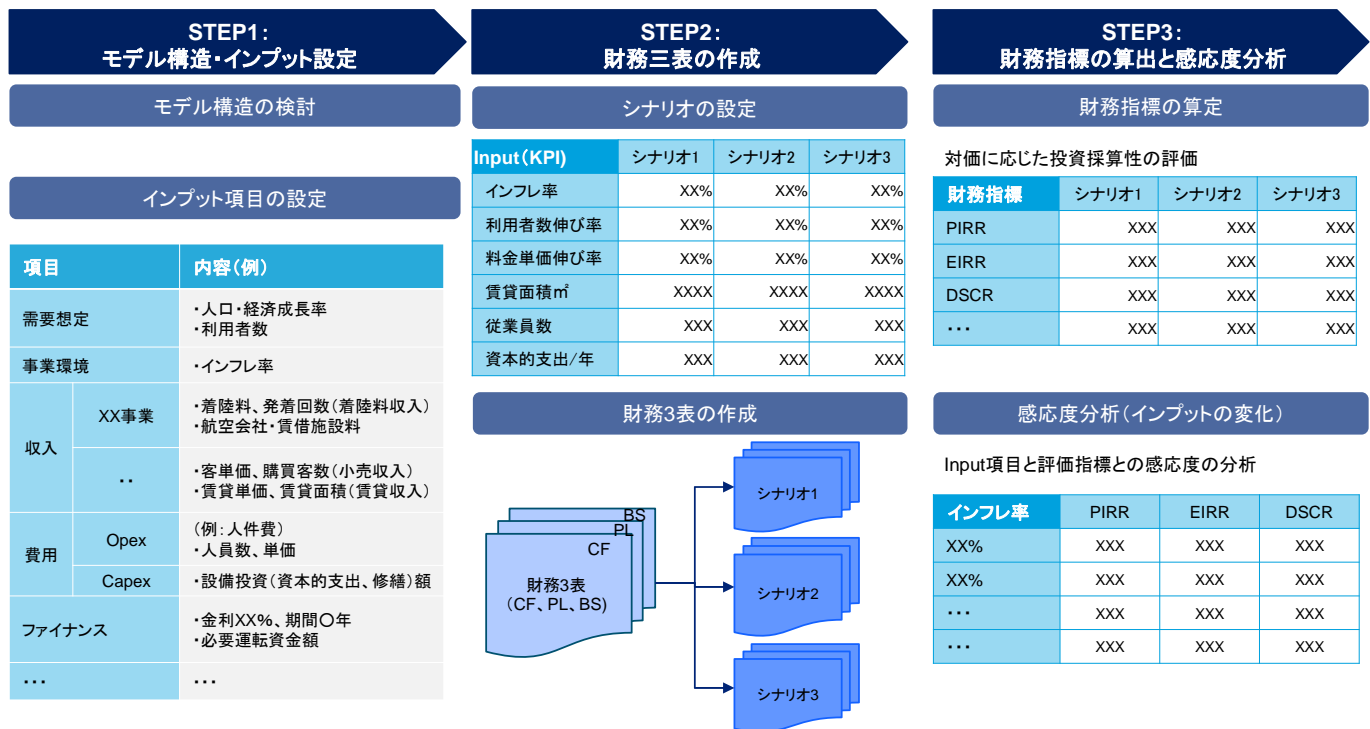 STEP1:
モデル構造・インプット設定
モデル構造の検討
インプット項目の設定
項目 内容(例)
需要想定 ・人口・経済成長率
・利用者数
事業環境 ・インフレ率
収入 XX事業 ・着陸料、発着回数(着陸料収入)
・航空会社・賃借施設料
‥ ・客単価、購買客数(小売収入)
・賃貸単価、賃貸面積(賃貸収入)
費用 Opex (例:人件費)
・人員数、単価
Capex ・設備投資(資本的支出、修繕)額
ファイナンス ・金利XX%、期間〇年
・必要運転資金額
… …
STEP2:
財務三表の作成
シナリオの設定
Input(KPI) シナリオ1 シナリオ2 シナリオ3
インフレ率 XX% XX% XX%
利用者数伸び率 XX% XX% XX%
料金単価伸び率 XX% XX% XX%
賃貸面積㎡ XXXX XXXX XXXX
従業員数 XXX XXX XXX
資本的支出/年 XXX XXX XXX
財務3表の作成
BS
PL
CF
財務3表
(CF、PL、BS)
シナリオ1
シナリオ2
シナリオ3
STEP3:
財務指標の算出と感応度分析
財務指標の算定
対価に応じた投資採算性の評価
財務指標 シナリオ1 シナリオ2 シナリオ3
PIRR XXX XXX XXX
EIRR XXX XXX XXX
DSCR XXX XXX XXX
… XXX XXX XXX
感応度分析(インプットの変化)
Input項目と評価指標との感応度の分析
インフレ率 PIRR EIRR DSCR
XX% XXX XXX XXX
XX% XXX XXX XXX
… XXX XXX XXX
… XXX XXX XXX